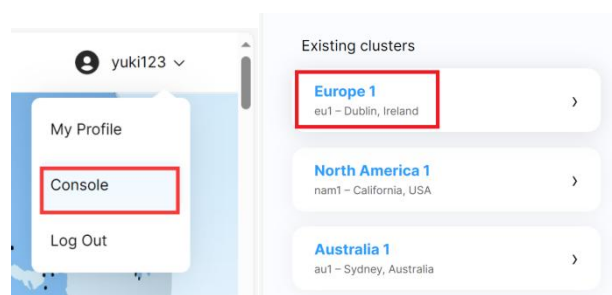 yuki123
My Profile
Console
Log Out
Existing clusters
Europe 1
eu1 – Dublin, Ireland
North America 1
nam1 – California, USA
Australia 1
au1 – Sydney, Australia